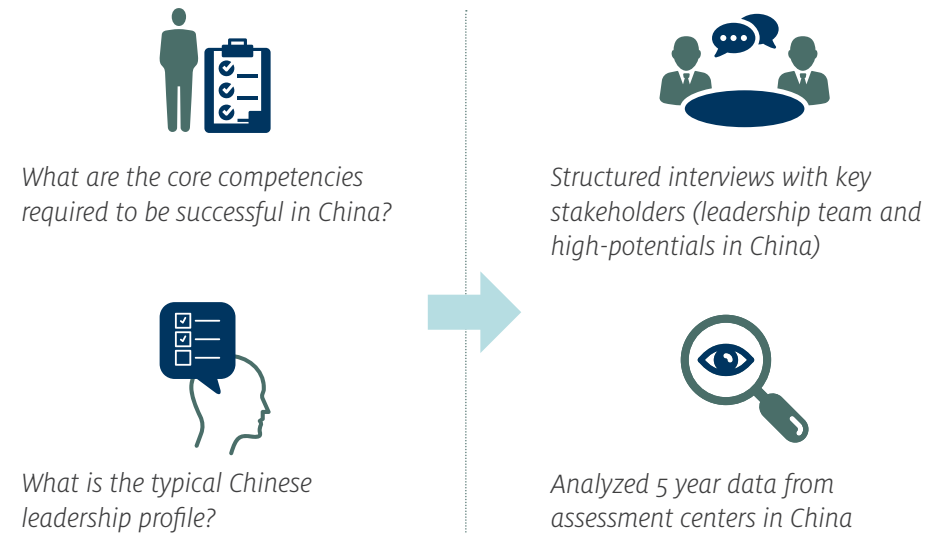 What are the core competencies
required to be successful in China?
Structured interviews with key
stakeholders (leadership team and
high-potentials in China)
What is the typical Chinese
leadership profile?
Analyzed 5 year data from
assessment centers in China